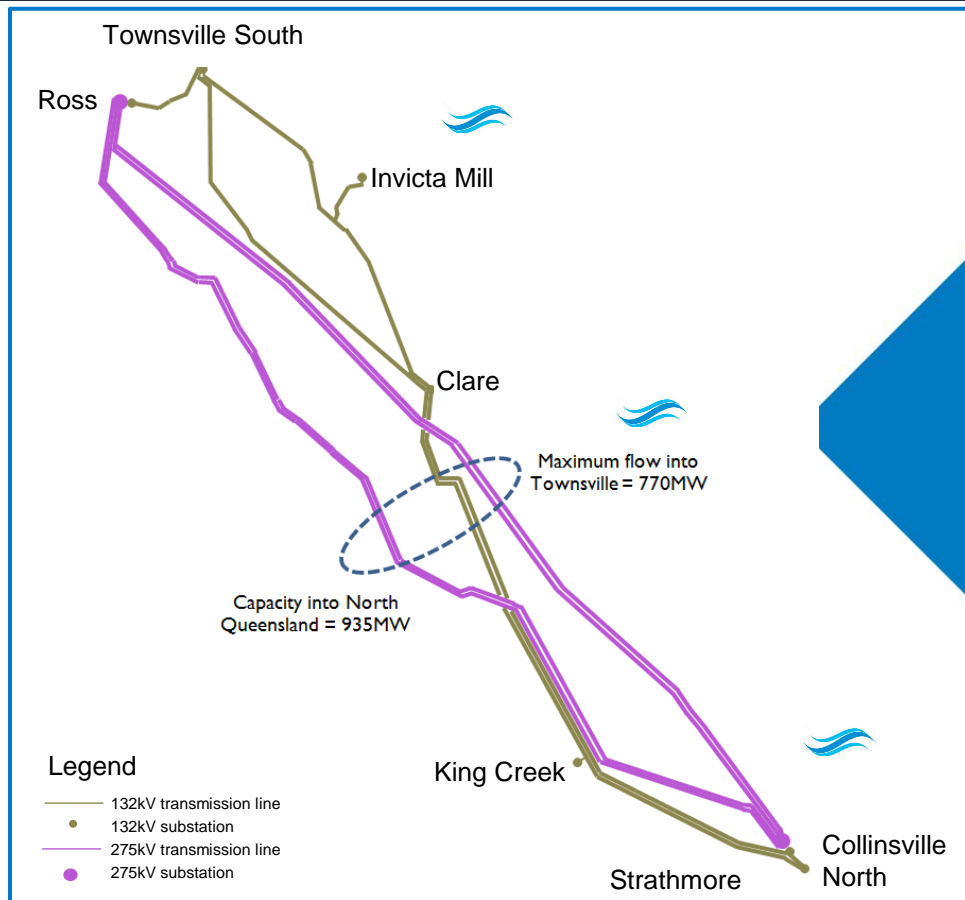 Townsville South
Ross
Invicta Mill
Clare
Maximum flow into
Townsville = 770MW
Capacity into North
Queensland = 935MW
King Creek
Collinsville
North
Strathmore
Legend
132kV transmission line
132kV substation
275kV transmission line
275kV substation